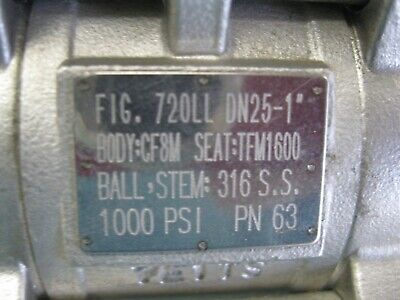 FIG. 720LL DN25-1"
BODY:CF8M SEAT:TFM1600
BALL,STEM: 316 S.S.
1000 PSI PN 63